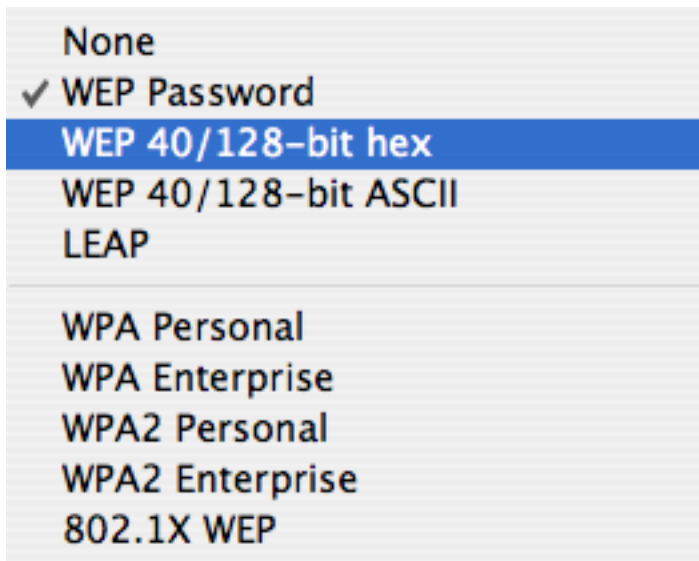 None
WEP Password
WEP 40/128-bit hex
WEP 40/128-bit ASCII
LEAP
WPA Personal
WPA Enterprise
WPA2 Personal
WPA2 Enterprise
802.1X WEP